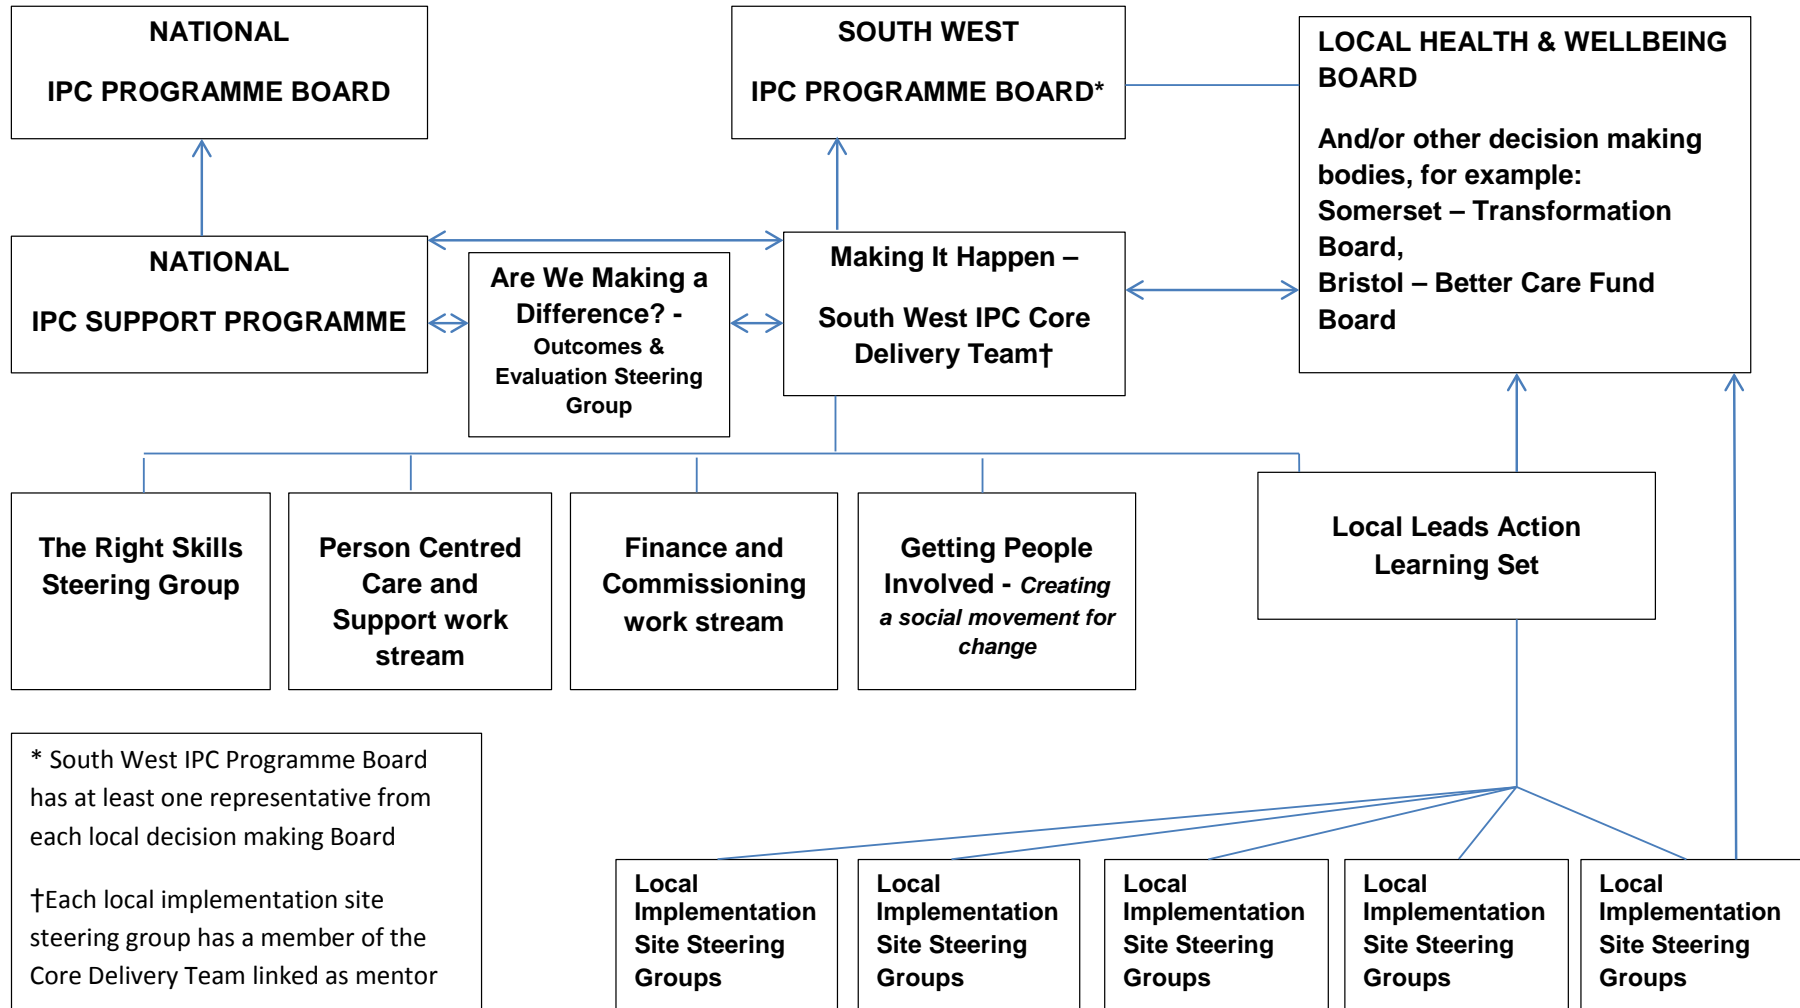 NATIONAL
IPC PROGRAMME BOARD
SOUTH WEST
IPC PROGRAMME BOARD*
LOCAL HEALTH & WELLBEING
BOARD
And/or other decision making
bodies, for example:
Somerset – Transformation
Board,
Bristol – Better Care Fund
Board
NATIONAL
IPC SUPPORT PROGRAMME
Are We Making a
Difference? -
Outcomes &
Evaluation Steering
Group
Making It Happen –
South West IPC Core
Delivery Team†
The Right Skills
Steering Group
Person Centred
Care and
Support work
stream
Finance and
Commissioning
work stream
Getting People
Involved - Creating
a social movement for
change
Local Leads Action
Learning Set
* South West IPC Programme Board
has at least one representative from
each local decision making Board
†Each local implementation site
steering group has a member of the
Core Delivery Team linked as mentor
Local
Implementation
Site Steering
Groups
Local
Implementation
Site Steering
Groups
Local
Implementation
Site Steering
Groups
Local
Implementation
Site Steering
Groups
Local
Implementation
Site Steering
Groups